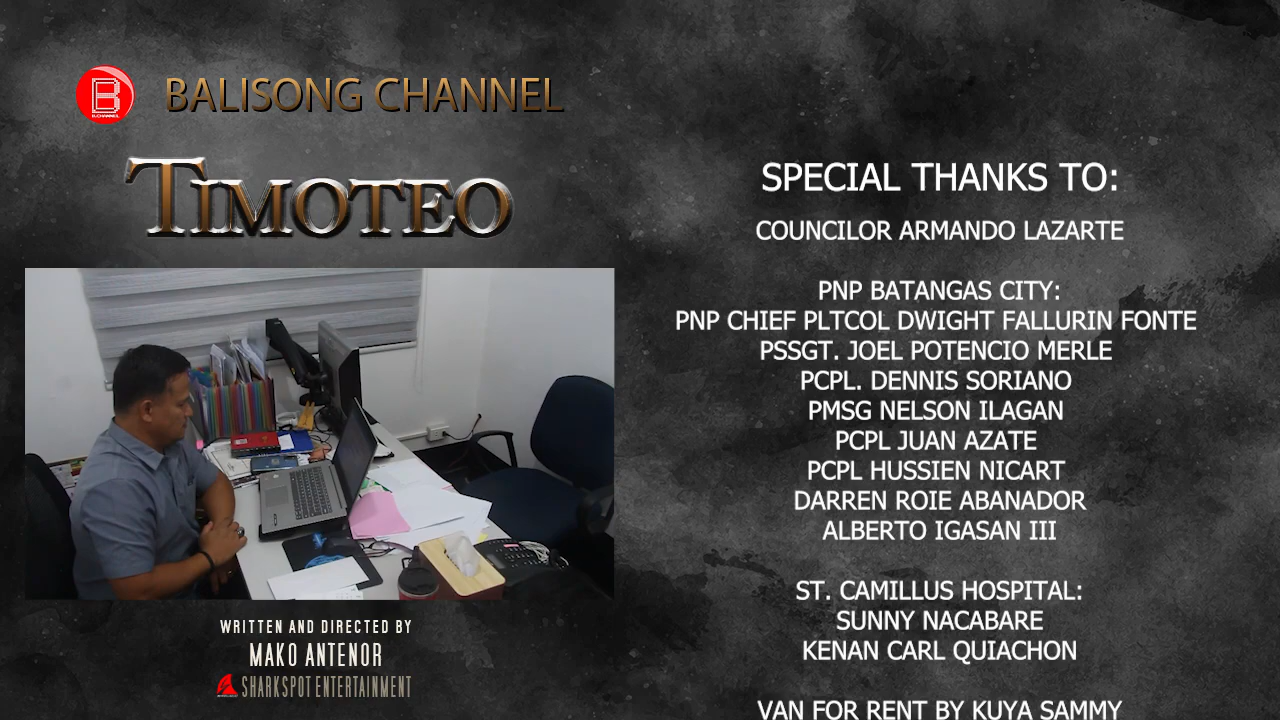 B
B.CHANNEL
BALISONG CHANNEL
TIMOTEO
WRITTEN AND DIRECTED BY
MAKO ANTENOR
SHARKSPOT ENTERTAINMENT
SPECIAL THANKS TO:
COUNCILOR ARMANDO LAZARTE
PNP BATANGAS CITY:
PNP CHIEF PLTCOL DWIGHT FALLURIN FONTE
PSSGT. JOEL POTENCIO MERLE
PCPL. DENNIS SORIANO
PMSG NELSON ILAGAN
PCPL JUAN AZATE
PCPL HUSSIEN NICART
DARREN ROIE ABANADOR
ALBERTO IGASAN III
ST. CAMILLUS HOSPITAL:
SUNNY NACABARE
KENAN CARL QUIACHON
VAN FOR RENT BY KUYA SAMMY